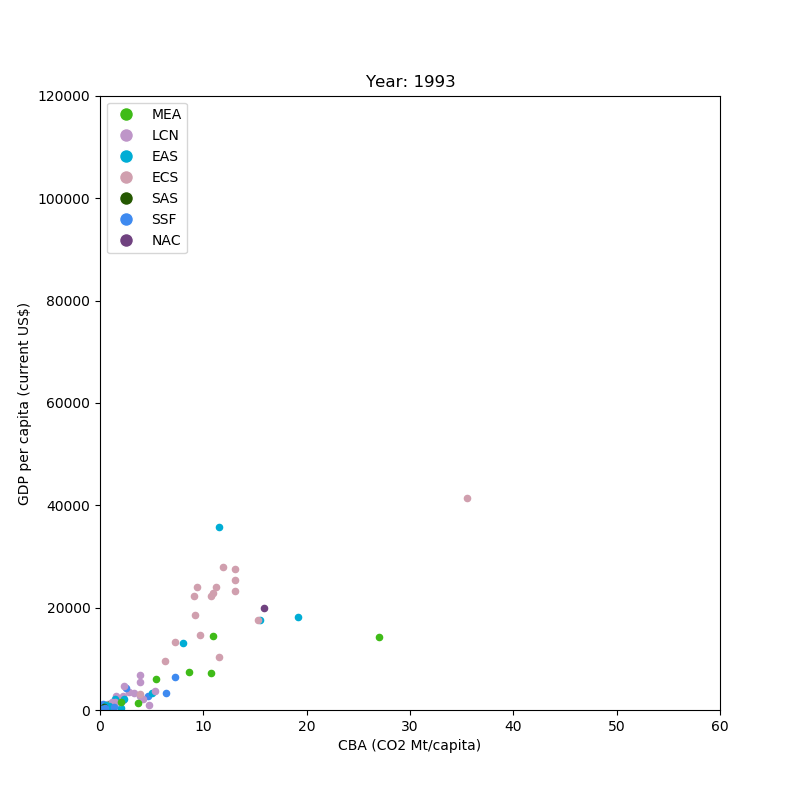 Year: 1993
120000
100000
80000
60000
40000
20000
0
GDP per capita (current US$)
MEA
LCN
EAS
ECS
SAS
SSF
NAC
0 10 20 30 40 50 60
CBA (CO2 Mt/capita)